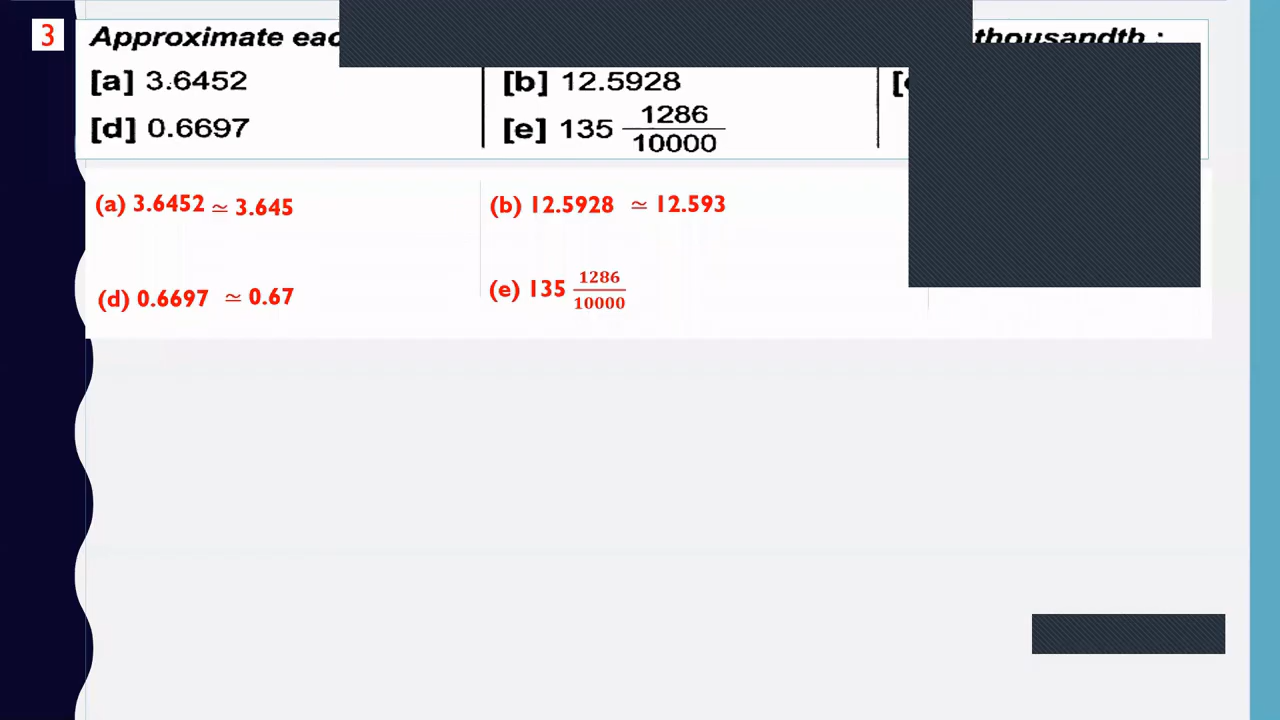 3
Approximate thousandth :
[a] 3.6452 [b] 12.5928
[d] 0.6697 [e] 135 1286/10000
(a) 3.6452 ≃ 3.645 (b) 12.5928 ≃ 12.593
(d) 0.6697 ≃ 0.67 (e) 135 1286/10000